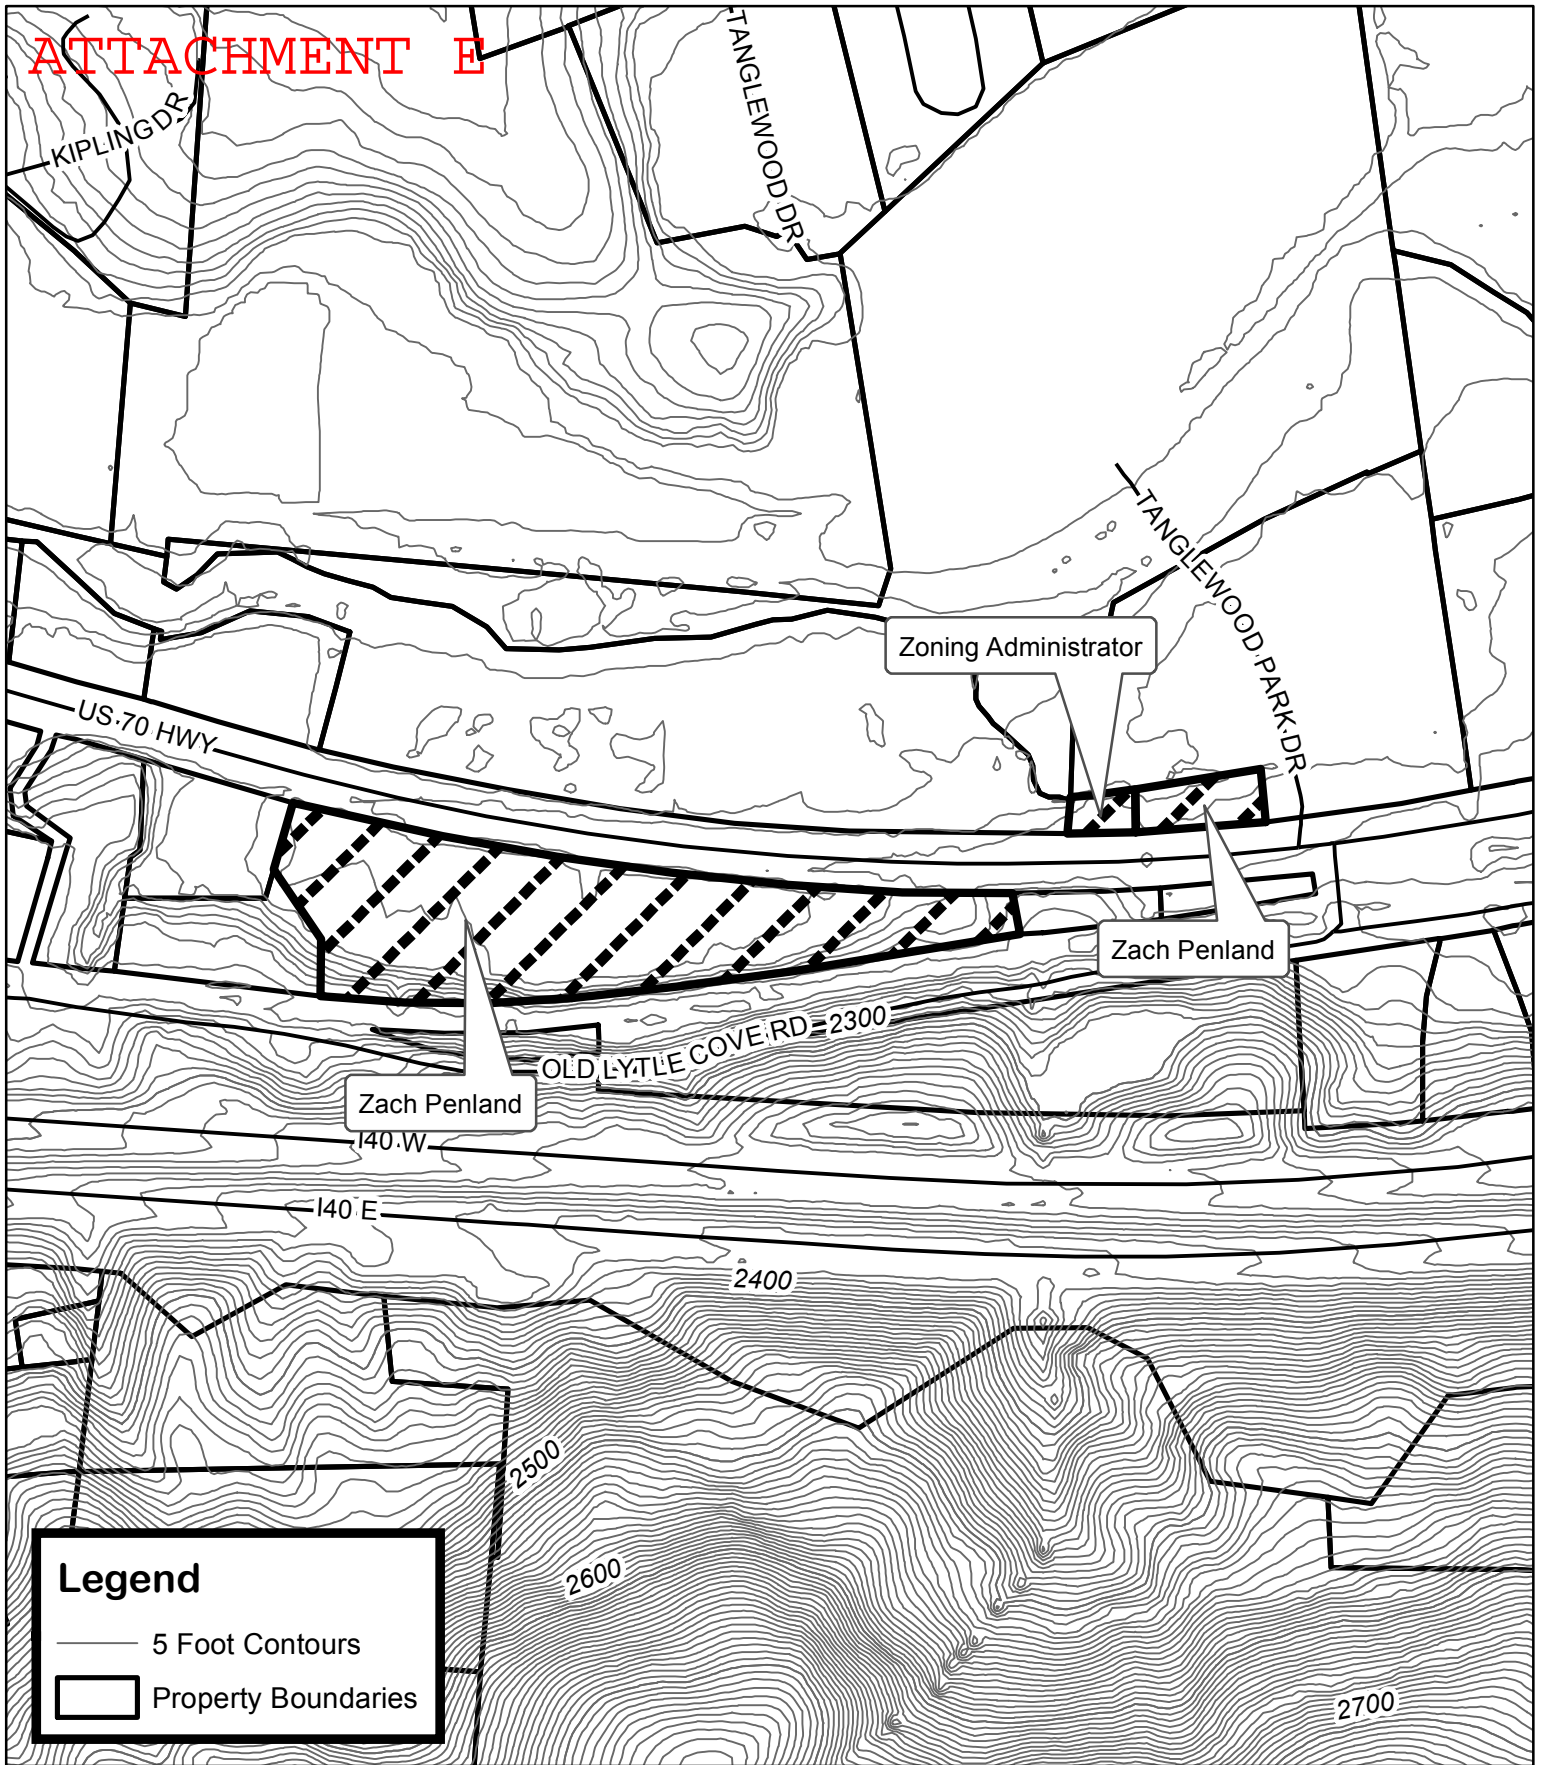 ATTACHMENT E
KIPLING DR
TANGLEWOOD DR
TANGLEWOOD PARK DR
Zoning Administrator
US 70 HWY
Zach Penland
OLD LYTLE COVE RD
2300
Zach Penland
I40 W
I40 E
2400
2500
2600
2700
Legend
5 Foot Contours
Property Boundaries